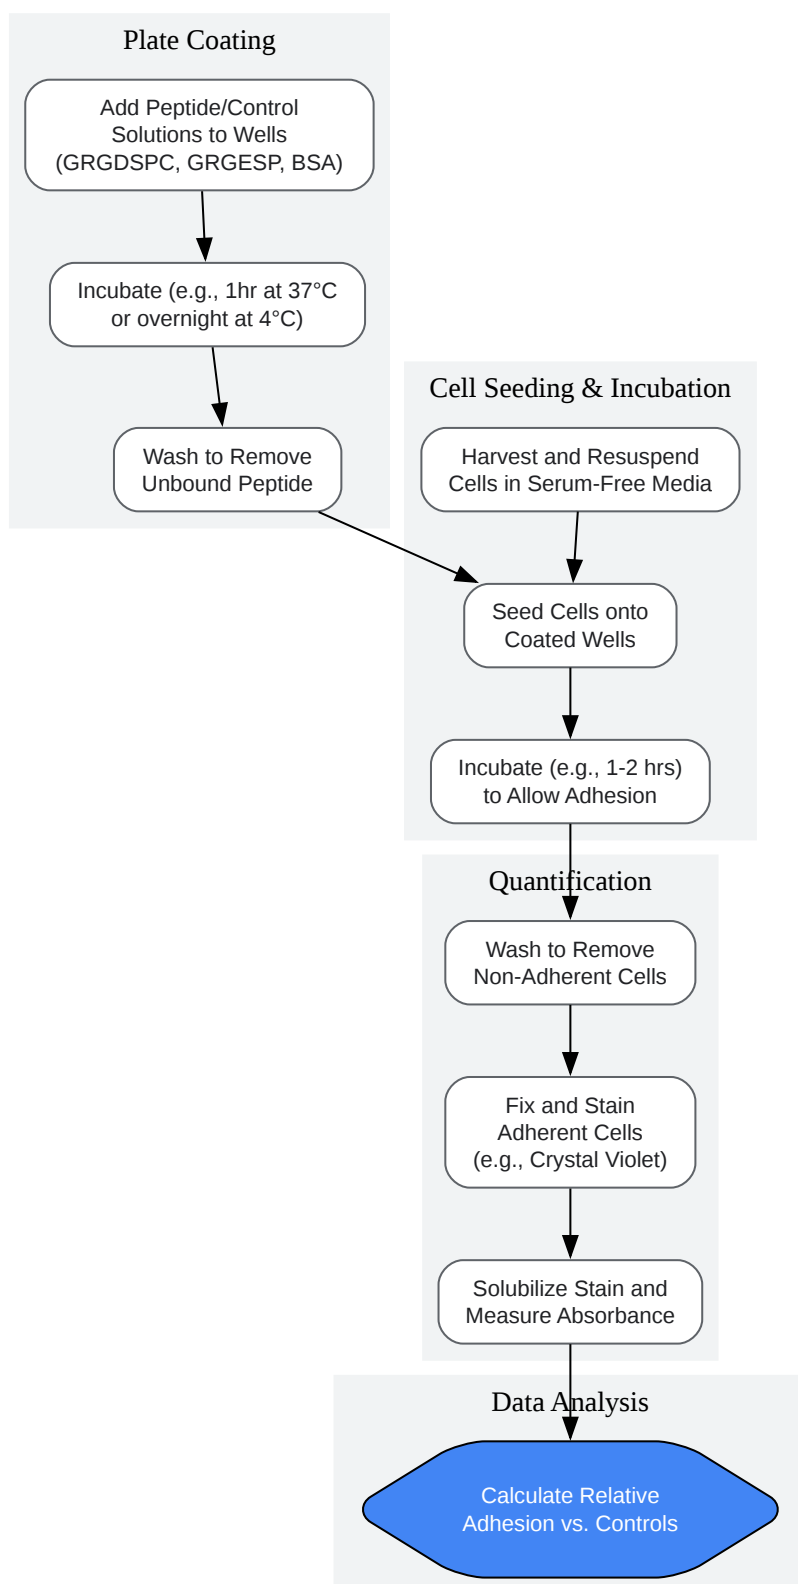 Plate Coating
Add Peptide/Control
Solutions to Wells
(GRGDSPC, GRGESP, BSA)
Incubate (e.g., 1hr at 37°C
or overnight at 4°C)
Wash to Remove
Unbound Peptide
Cell Seeding & Incubation
Harvest and Resuspend
Cells in Serum-Free Media
Seed Cells onto
Coated Wells
Incubate (e.g., 1-2 hrs)
to Allow Adhesion
Quantification
Wash to Remove
Non-Adherent Cells
Fix and Stain
Adherent Cells
(e.g., Crystal Violet)
Solubilize Stain and
Measure Absorbance
Data Analysis
Calculate Relative
Adhesion vs. Controls